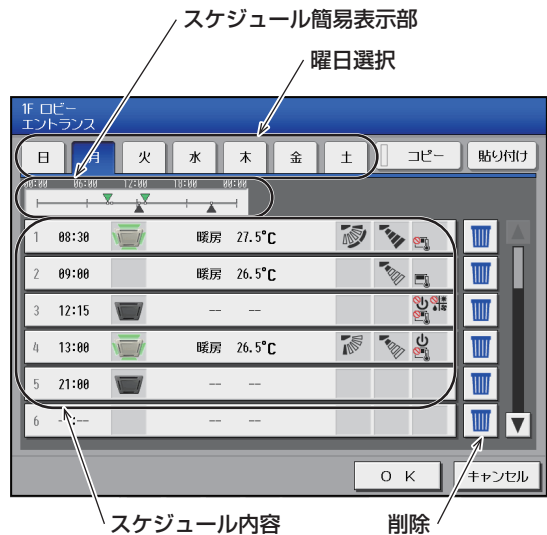 スケジュール簡易表示部
曜日選択
1F ロビー
エントランス
日 月 火 水 木 金 土 コピー 貼り付け
00:00 06:00 12:00 18:00 00:00
1 08:30 暖房 27.5°C
2 09:00 暖房 26.5°C
3 12:15 -- --
4 13:00 暖房 26.5°C
5 21:00 -- --
6 --:-- -- --
O K キャンセル
スケジュール内容 削除